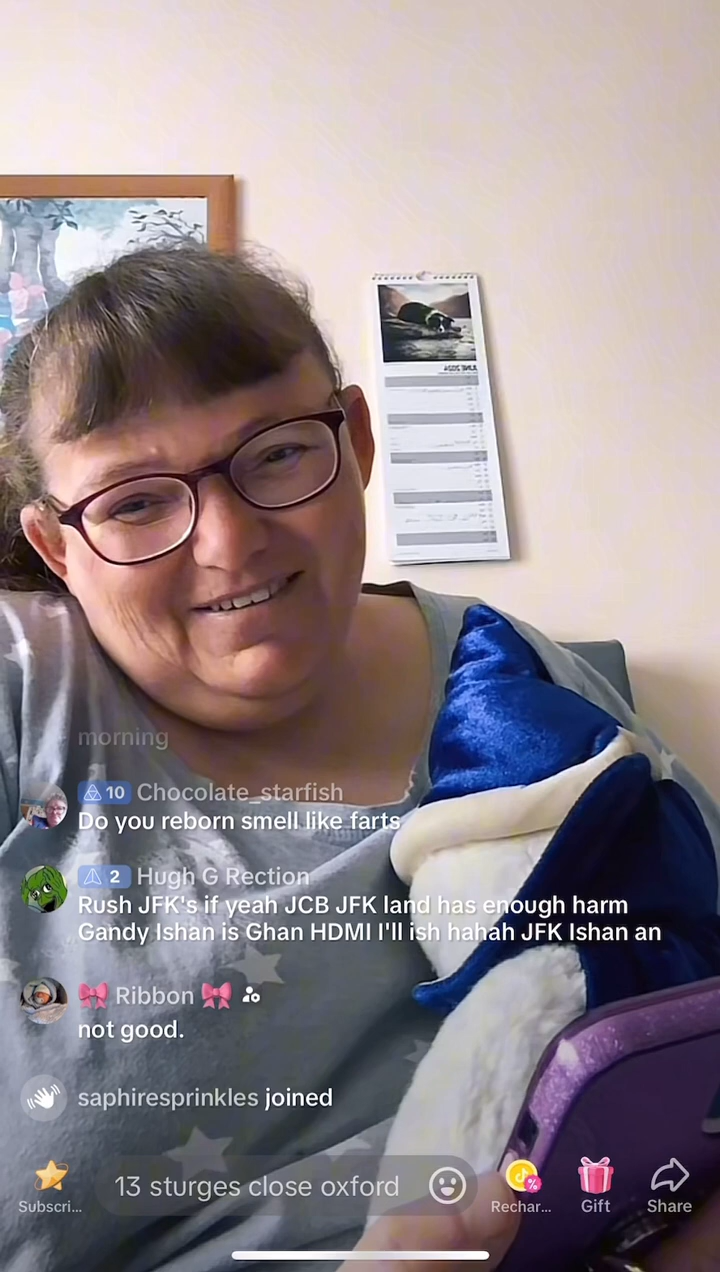 morning
10 Chocolate_starfish
Do you reborn smell like farts
2 Hugh G Rection
Rush JFK's if yeah JCB JFK land has enough harm
Gandy Ishan is Ghan HDMI I'll ish hahah JFK Ishan an
🎀 Ribbon 🎀
not good.
saphiresprinkles joined
13 sturges close oxford
Subscri...
Rechar...
Gift
Share